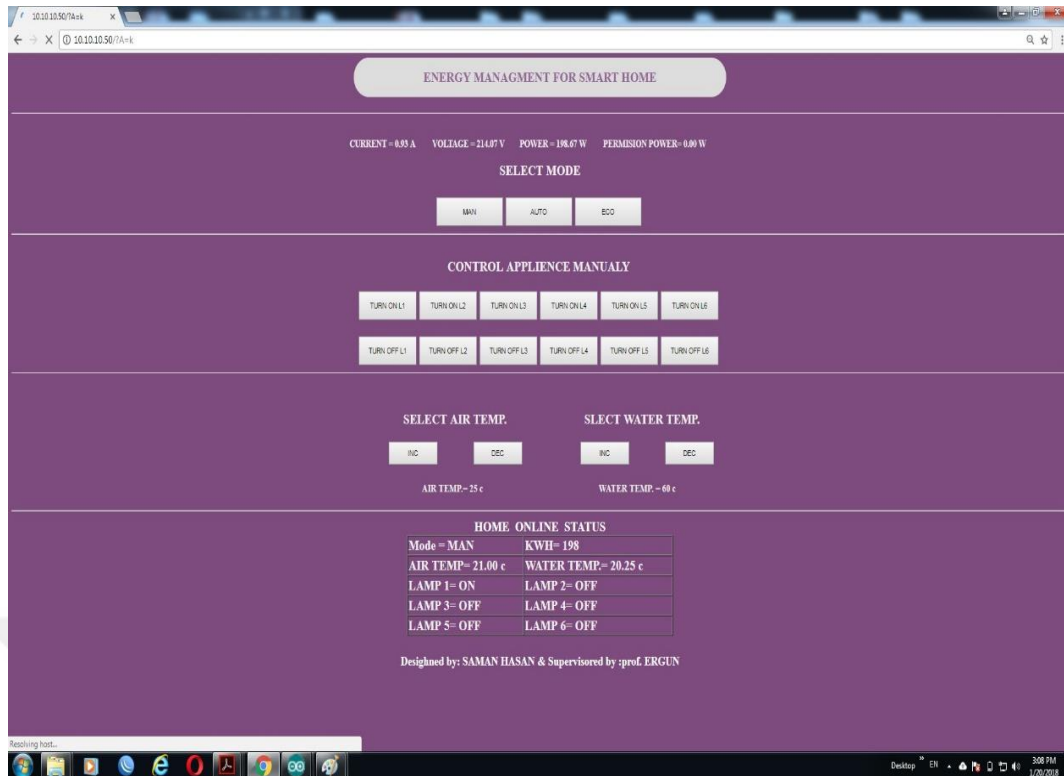 10.10.10.50/?A=k
10.10.10.50/?A=k
ENERGY MANAGMENT FOR SMART HOME
CURRENT = 0.93 A VOLTAGE = 214.07 V POWER = 198.67 W PERMISION POWER= 0.00 W
SELECT MODE
MAN AUTO ECO
CONTROL APPLIENCE MANUALY
TURN ON L1 TURN ON L2 TURN ON L3 TURN ON L4 TURN ON L5 TURN ON L6
TURN OFF L1 TURN OFF L2 TURN OFF L3 TURN OFF L4 TURN OFF L5 TURN OFF L6
SELECT AIR TEMP. SLECT WATER TEMP.
INC DEC INC DEC
AIR TEMP.= 25 c WATER TEMP. = 60 c
HOME ONLINE STATUS
Mode = MAN KWH= 198
AIR TEMP= 21.00 c WATER TEMP.= 20.25 c
LAMP 1= ON LAMP 2= OFF
LAMP 3= OFF LAMP 4= OFF
LAMP 5= OFF LAMP 6= OFF
Desighned by: SAMAN HASAN & Supervisored by :prof. ERGUN
Resolving host...
Desktop » EN 3:08 PM
1/20/2018